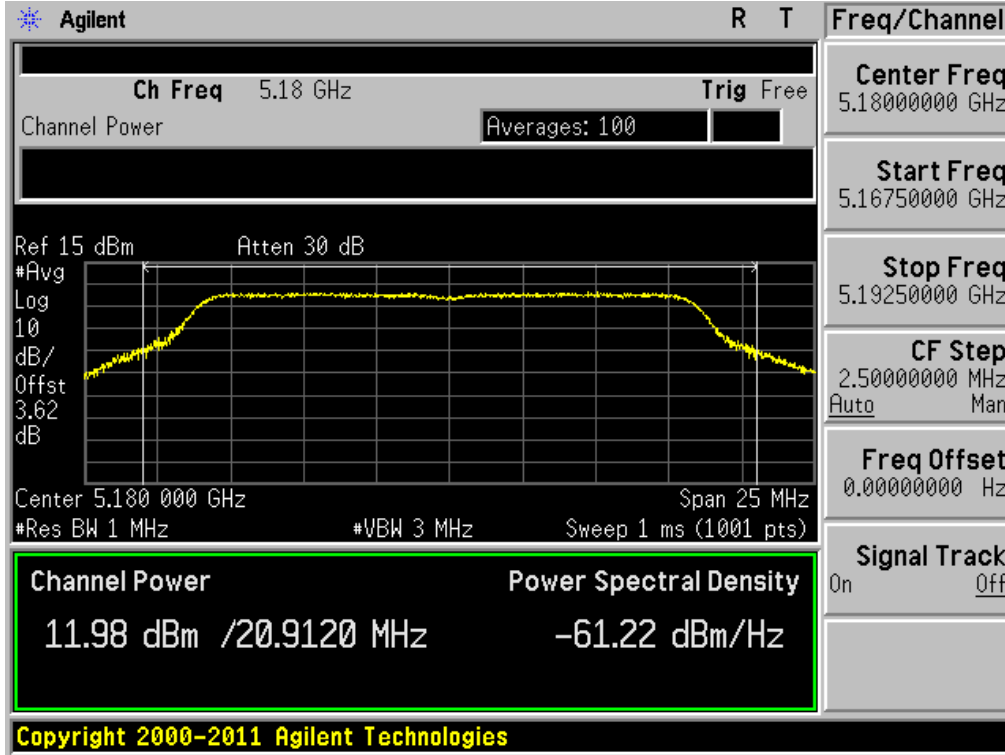 Agilent R T
Freq/Channel
Ch Freq 5.18 GHz Trig Free
Channel Power Averages: 100
Ref 15 dBm Atten 30 dB
#Avg
Log
10
dB/
Offst
3.62
dB
Center 5.180 000 GHz Span 25 MHz
#Res BW 1 MHz #VBW 3 MHz Sweep 1 ms (1001 pts)
Channel Power Power Spectral Density
11.98 dBm /20.9120 MHz -61.22 dBm/Hz
Copyright 2000-2011 Agilent Technologies
Center Freq
5.18000000 GHz
Start Freq
5.16750000 GHz
Stop Freq
5.19250000 GHz
CF Step
2.50000000 MHz
Auto Man
Freq Offset
0.00000000 Hz
Signal Track
On Off